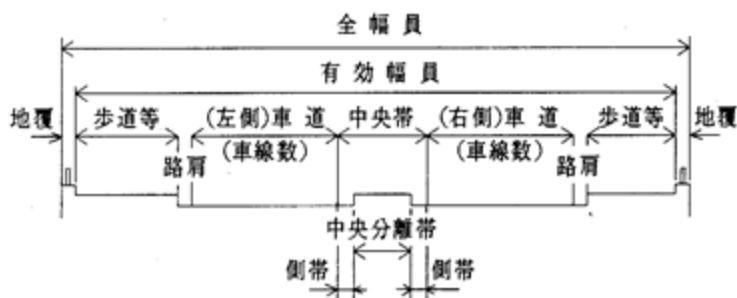 全幅員
有効幅員
地覆 歩道等 (左側)車道 中央帯 (右側)車道 歩道等 地覆
路肩 (車線数) (車線数) 路肩
中央分離帯
側帯 側帯